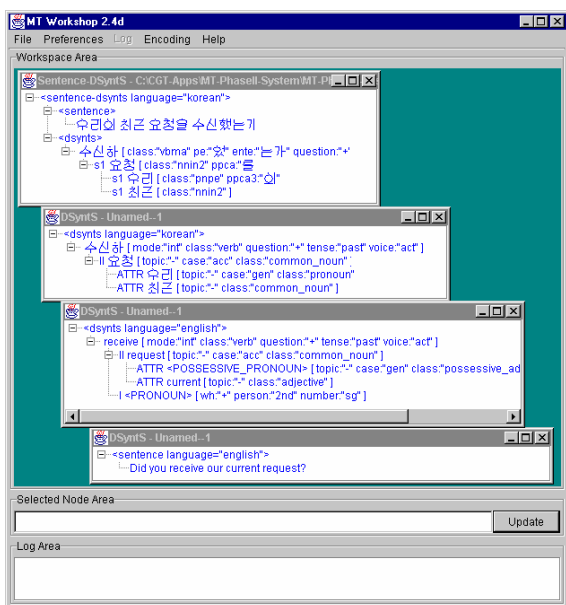 MT Workshop 2.4d
File Preferences Log Encoding Help
Workspace Area
Sentence-DSyntS - C:\CGT-Apps\MT-PhaseII-System\MT-Pl
<sentence-dsynts language="korean">
<sentence>
우리의 최근 요청을 수신했는가
<dsynts>
수신하 [ class:"vbma" pe:"았" ente:"는가" question:"+"
s1 요청 [ class:"nnin2" ppca:"를
s1 우리 [ class:"pnpe" ppca3:"의"
s1 최근 [ class:"nnin2" ]
DSyntS - Unamed--1
<dsynts language="korean">
수신하 [ mode:"int" class:"verb" question:"+" tense:"past" voice:"act" ]
II 요청 [ topic:"-" case:"acc" class:"common_noun" ]
ATTR 우리 [ topic:"-" case:"gen" class:"pronoun"
ATTR 최근 [ topic:"-" class:"common_noun" ]
DSyntS - Unamed--1
<dsynts language="english">
receive [ mode:"int" class:"verb" question:"+" tense:"past" voice:"act" ]
II request [ topic:"-" case:"acc" class:"common_noun" ]
ATTR <POSSESSIVE_PRONOUN> [ topic:"-" case:"gen" class:"possessive_ad
ATTR current [ topic:"-" class:"adjective" ]
I <PRONOUN> [ wh:"+" person:"2nd" number:"sg" ]
DSyntS - Unamed--1
<sentence language="english">
Did you receive our current request?
Selected Node Area
Update
Log Area